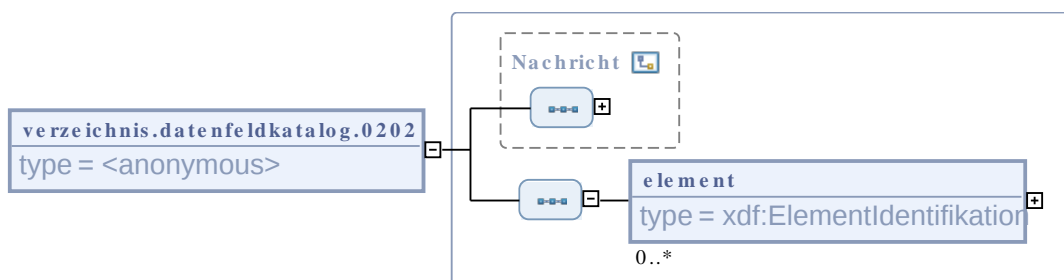 Nachricht
verzeichnis.datenfeldkatalog.0202
type = <anonymous>
element
type = xdf:ElementIdentifikation
0..*